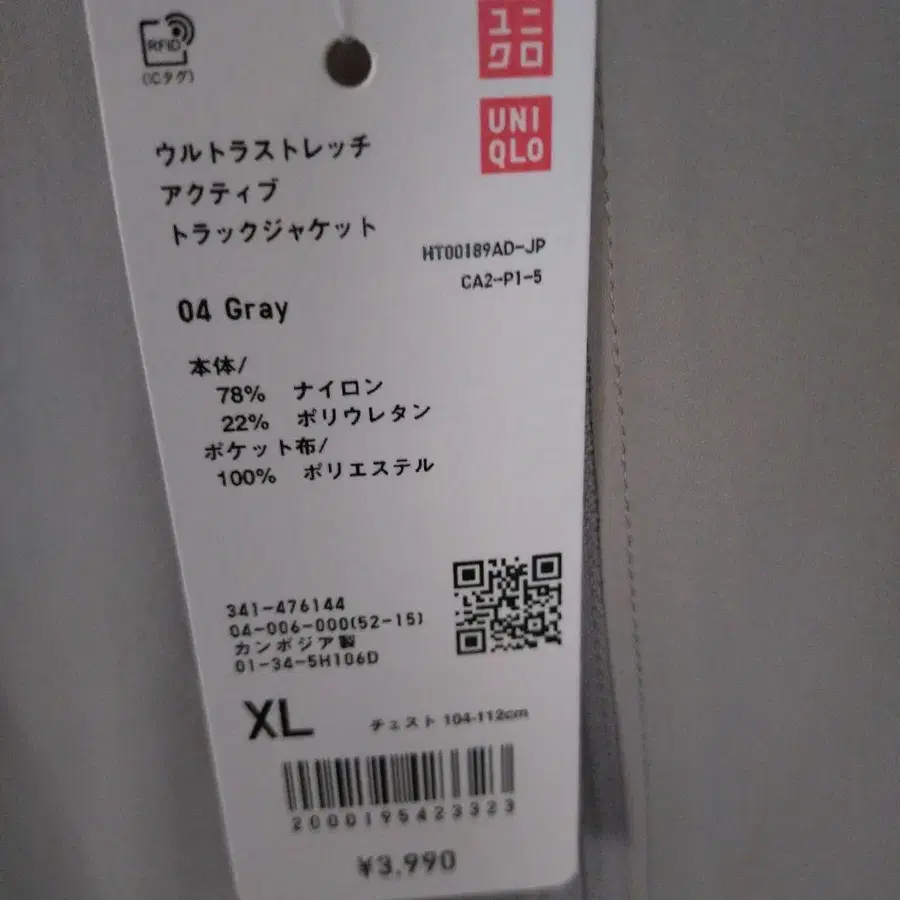 RFID
(ICタグ)
ユニ
クロ
UNI
QLO
ウルトラストレッチ
アクティブ
トラックジャケット
HT00189AD-JP
CA2-P1-5
04 Gray
本体/
78% ナイロン
22% ポリウレタン
ポケット布/
100% ポリエステル
341-476144
04-006-000(52-15)
カンボジア製
01-34-5H106D
XL チェスト 104-112cm
2000195423323
¥3,990